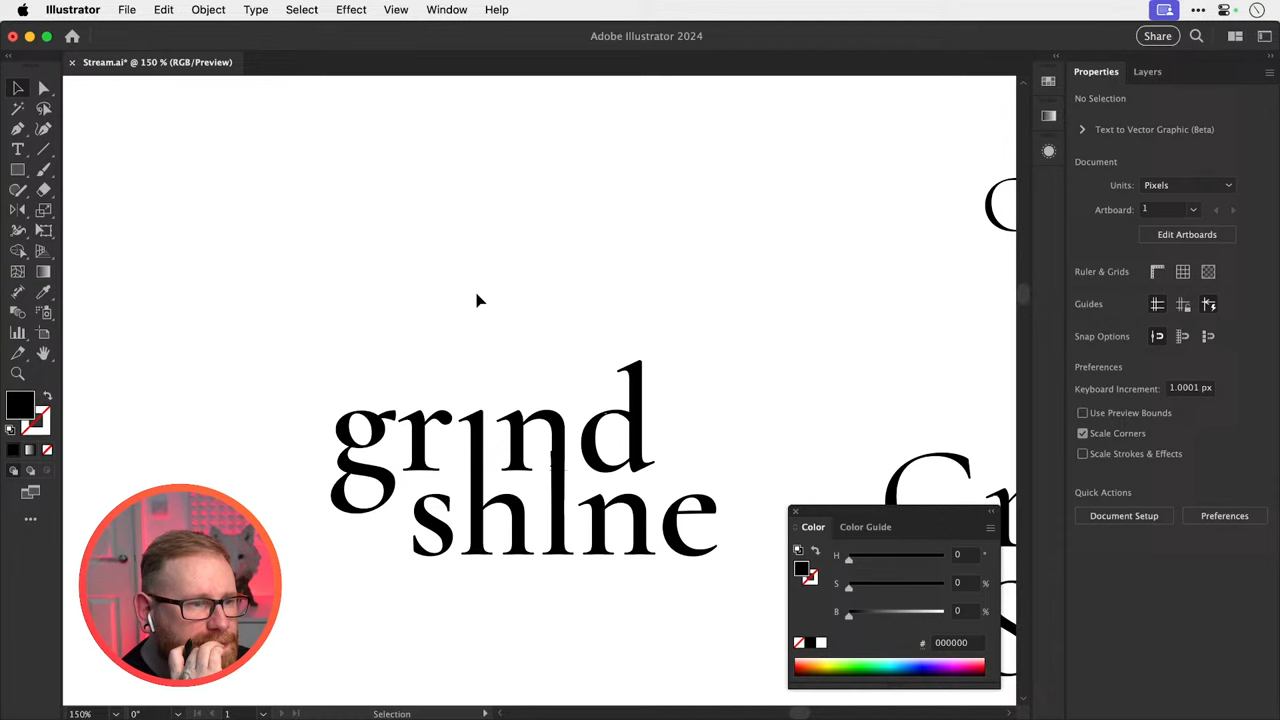 Illustrator File Edit Object Type Select Effect View Window Help
Adobe Illustrator 2024
Share
Stream.ai* @ 150 % (RGB/Preview)
Properties Layers
No Selection
Text to Vector Graphic (Beta)
Document
Units: Pixels
Artboard: 1
Edit Artboards
Ruler & Grids
Guides
Snap Options
Preferences
Keyboard Increment: 1.0001 px
Use Preview Bounds
Scale Corners
Scale Strokes & Effects
Quick Actions
Document Setup Preferences
grınd
shıne
Color Color Guide
H 0 °
S 0 %
B 0 %
# 000000
150% 0° 1 Selection